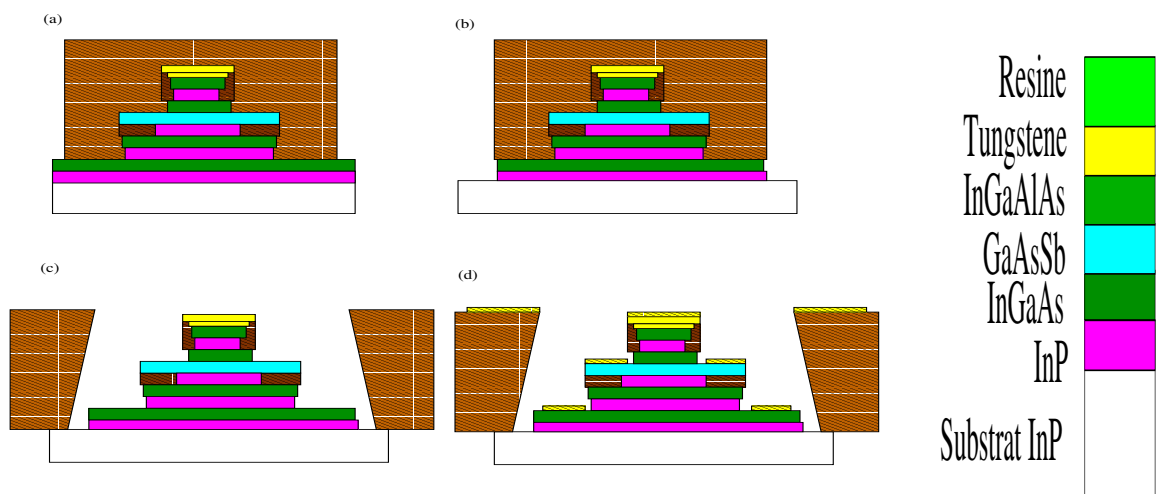 (a)
(b)
(c)
(d)
Resine
Tungstene
InGaAlAs
GaAsSb
InGaAs
InP
Substrat InP